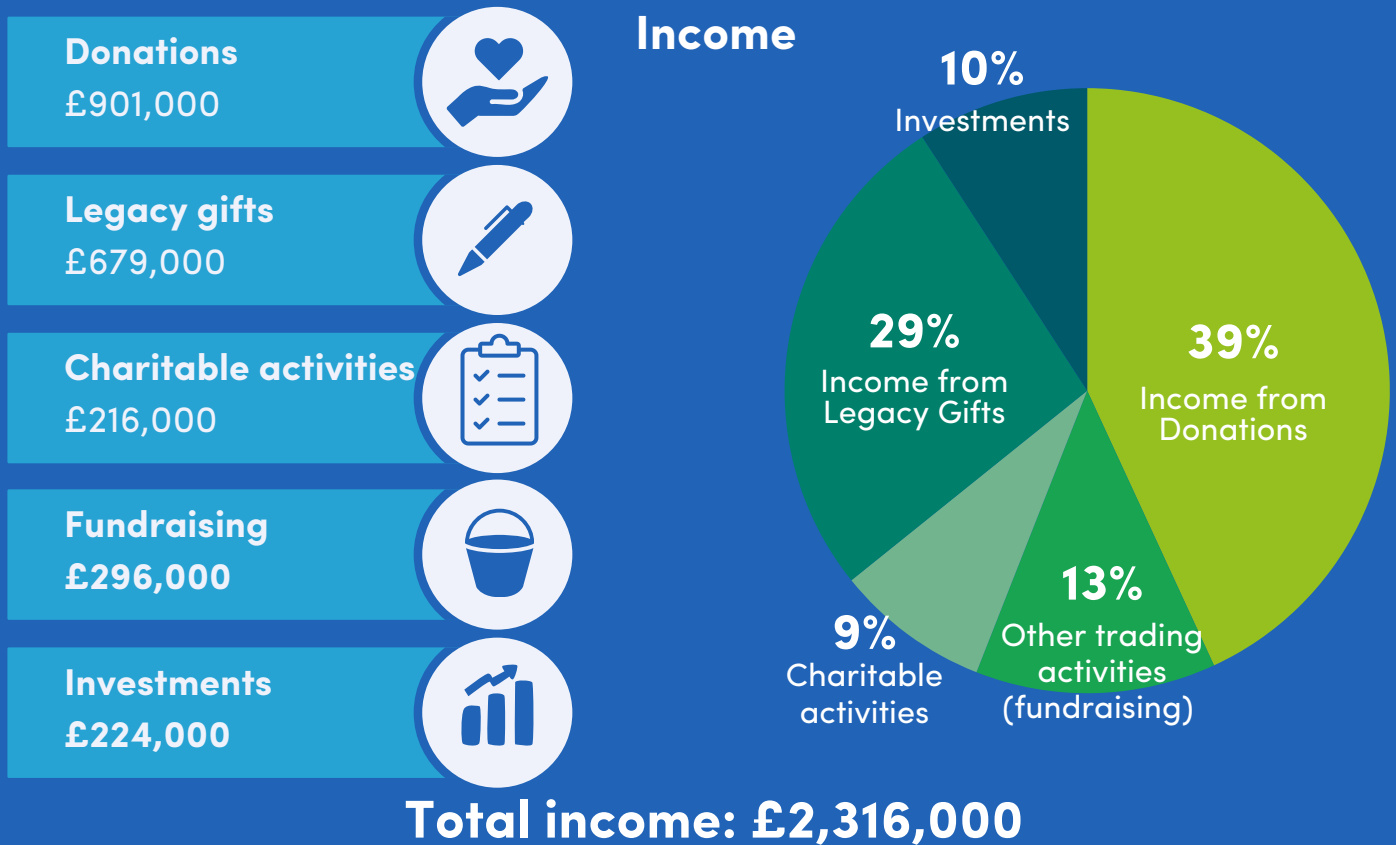 Donations
£901,000
Legacy gifts
£679,000
Charitable activities
£216,000
Fundraising
£296,000
Investments
£224,000
Income
10%
Investments
29%
Income from
Legacy Gifts
39%
Income from
Donations
9%
Charitable
activities
13%
Other trading
activities
(fundraising)
Total income: £2,316,000